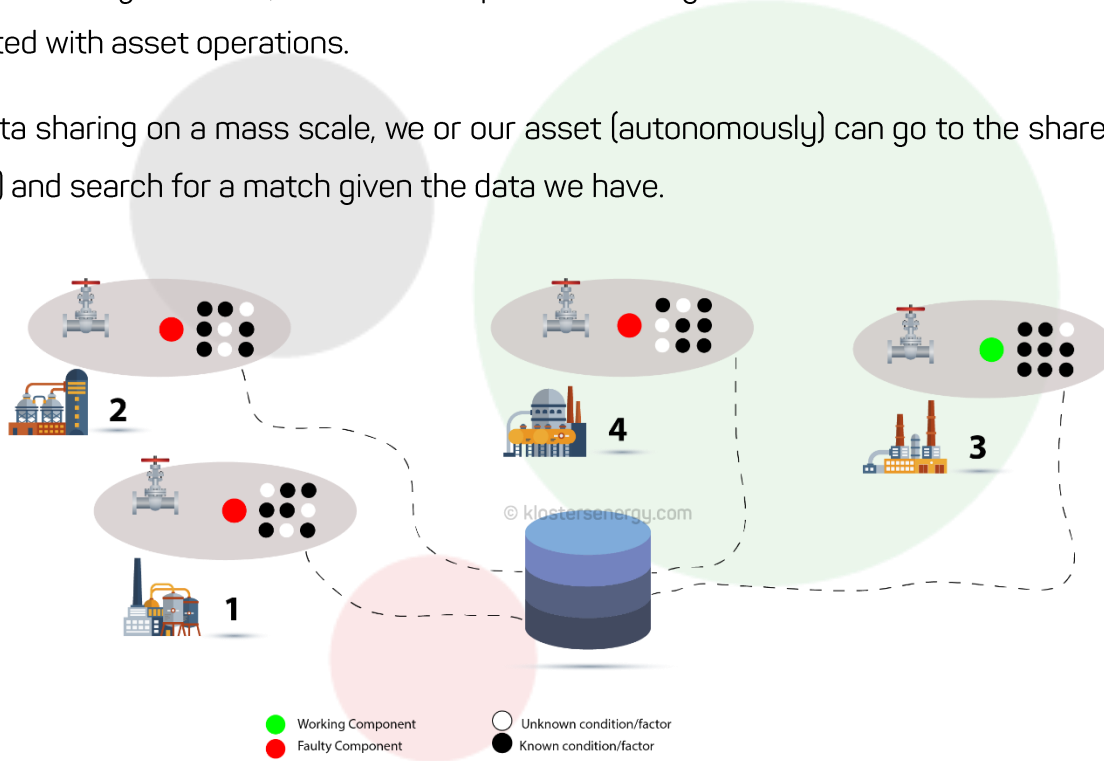 ted with asset operations.
ta sharing on a mass scale, we or our asset (autonomously) can go to the share
) and search for a match given the data we have.
2
4
3
© klostersenergy.com
1
Working Component
Unknown condition/factor
Faulty Component
Known condition/factor